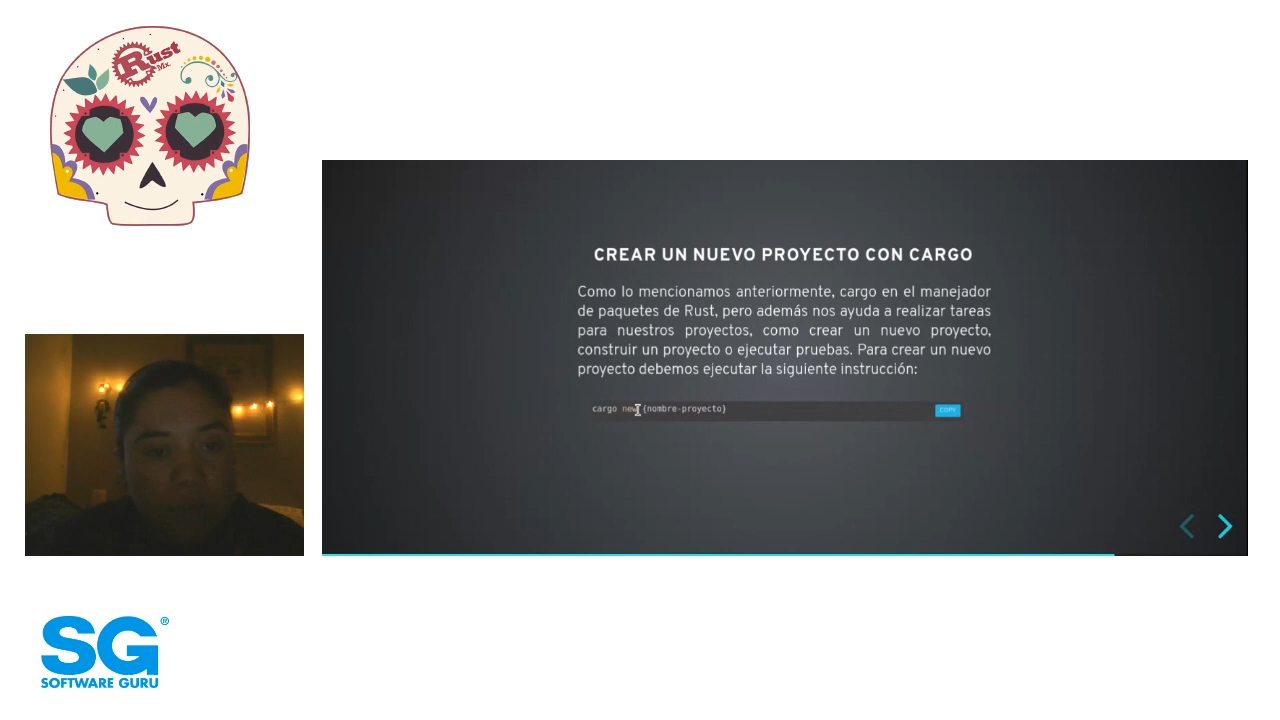 Rust
Mx.
CREAR UN NUEVO PROYECTO CON CARGO
Como lo mencionamos anteriormente, cargo en el manejador
de paquetes de Rust, pero además nos ayuda a realizar tareas
para nuestros proyectos, como crear un nuevo proyecto,
construir un proyecto o ejecutar pruebas. Para crear un nuevo
proyecto debemos ejecutar la siguiente instrucción:
cargo new {nombre-proyecto}
COPY
SG®
SOFTWARE GURU